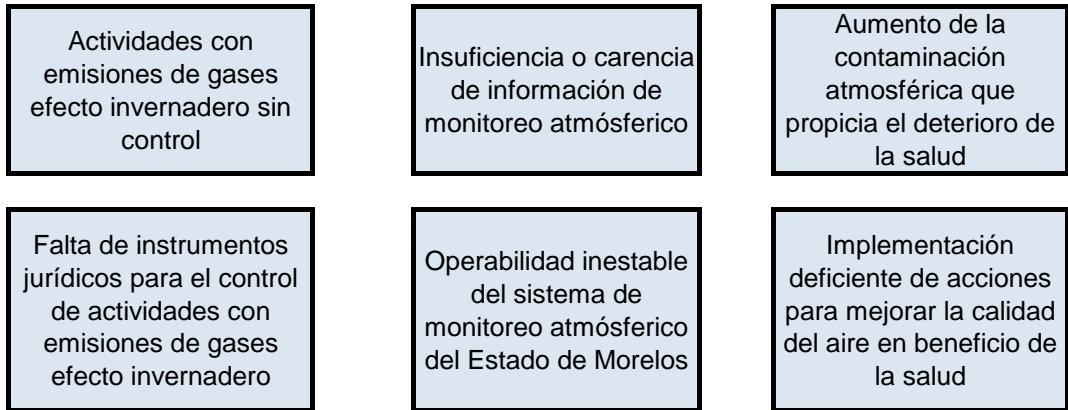 Actividades con
emisiones de gases
efecto invernadero sin
control
Insuficiencia o carencia
de información de
monitoreo atmósferico
Aumento de la
contaminación
atmosférica que
propicia el deterioro de
la salud
Falta de instrumentos
jurídicos para el control
de actividades con
emisiones de gases
efecto invernadero
Operabilidad inestable
del sistema de
monitoreo atmósferico
del Estado de Morelos
Implementación
deficiente de acciones
para mejorar la calidad
del aire en beneficio de
la salud